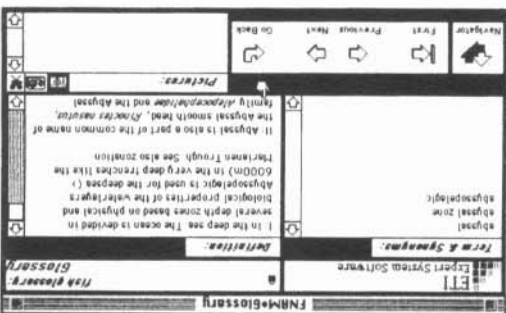 FNAM•Glossary
ETI
Expert System Software
fish glossary:
Glossary
Term & Synonyms:
Definition:
abyssal
abyssal zone
abyssopelagic
I. In the deep sea. The ocean is devided in
several depth zones based on physical and
biological properties of the waterlayers
Abyssopelagic is used for the deepsea (>
6000m) in the very deep trenches like the
Marianen Trough. See also zonation
II. Abyssal is also a part of the common name of
the Abyssal smooth head, nasutus,
family Alepocephalidae and the Abyssal
Pictures:
Navigator
First
Previous
Next
Go Back